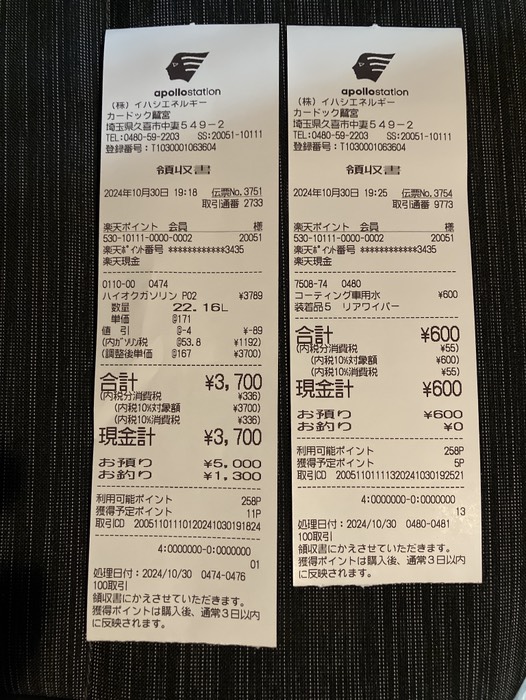 apollostation
(株)イハシエネルギー
カードック鷲宮
埼玉県久喜市中妻549-2
TEL:0480-59-2203 SS:20051-10111
登録番号:T1030001063604
領収書
2024年10月30日 19:18 伝票No.3751
取引通番 2733
楽天ポイント 会員 様
530-10111-0000-0002 20051
楽天ポイント番号 ************3435
楽天現金
0110-00 0474
ハイオクガソリン P02 ¥3789
数量 22.16L
単価 @171
値引 @-4 ¥-89
(内ガソリン税 @53.8 ¥1192)
(調整後単価 @167 ¥3700)
合計 ¥3,700
(内税分消費税 ¥336)
(内税10%対象額 ¥3700)
(内税10%消費税 ¥336)
現金計 ¥3,700
お預り ¥5,000
お釣り ¥1,300
利用可能ポイント 258P
獲得予定ポイント 11P
取引CD 200511011101202410301918​24
4:0000000-0:0000000
01
処理日付:2024/10/30 0474-0476
100取引
領収書にかえさせていただきます。
獲得ポイントは購入後、通常3日以内
に反映されます。
apollostation
(株)イハシエネルギー
カードック鷲宮
埼玉県久喜市中妻549-2
TEL:0480-59-2203 SS:20051-10111
登録番号:T1030001063604
領収書
2024年10月30日 19:25 伝票No.3754
取引通番 9773
楽天ポイント 会員 様
530-10111-0000-0002 20051
楽天ポイント番号 ************3435
楽天現金
7508-74 0480
コーティング車用水 ¥600
装着品5 リアワイパー
合計 ¥600
(内税分消費税 ¥55)
(内税10%対象額 ¥600)
(内税10%消費税 ¥55)
現金計 ¥600
お預り ¥600
お釣り ¥0
利用可能ポイント 258P
獲得予定ポイント 5P
取引CD 20051101111320241030192521
4:0000000-0:0000000
13
処理日付:2024/10/30 0480-0481
100取引
領収書にかえさせていただきます。
獲得ポイントは購入後、通常3日以内
に反映されます。